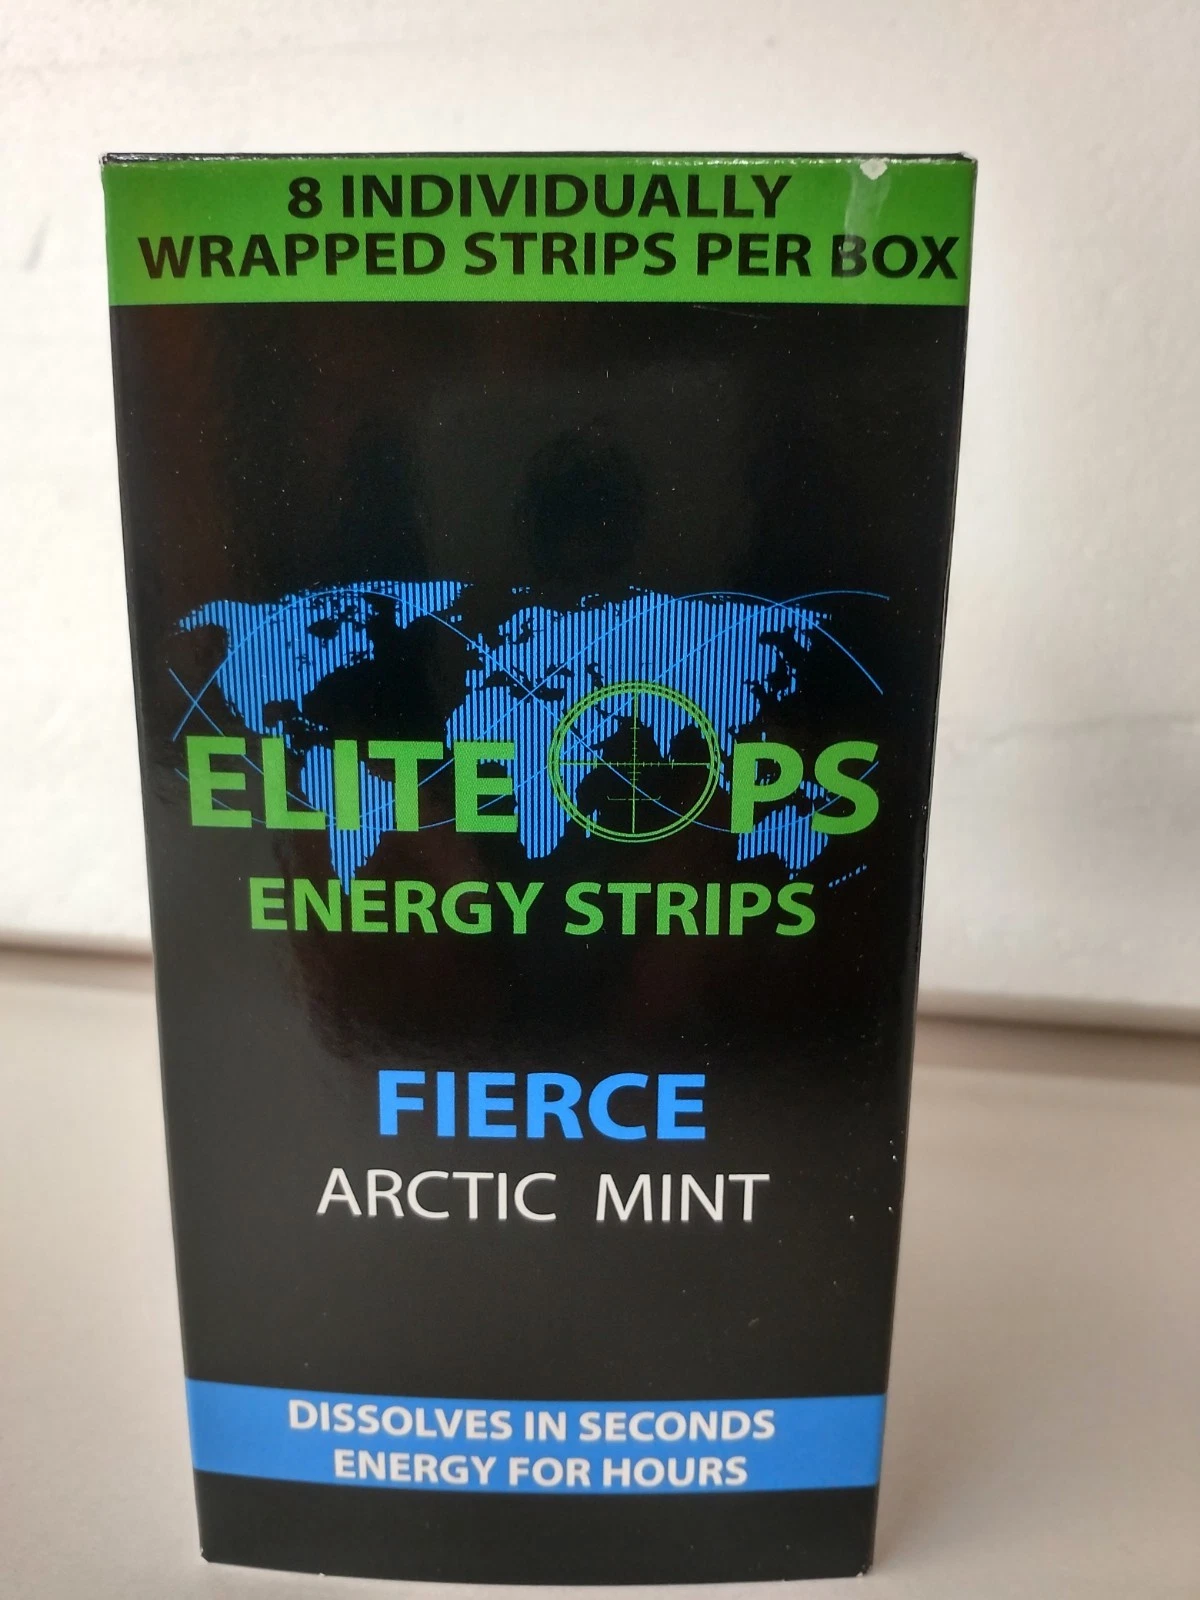 8 INDIVIDUALLY
WRAPPED STRIPS PER BOX
ELITE OPS
ENERGY STRIPS
FIERCE
ARCTIC MINT
DISSOLVES IN SECONDS
ENERGY FOR HOURS